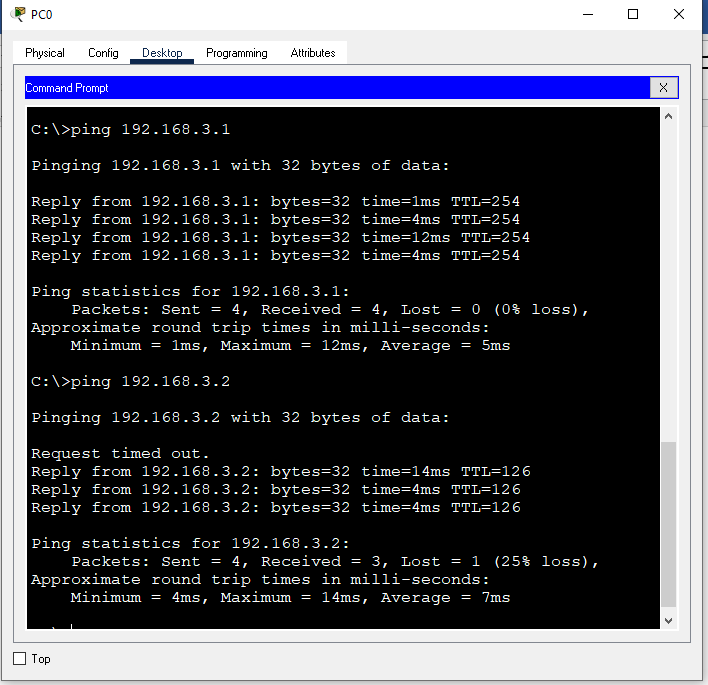 PC0
Physical Config Desktop Programming Attributes
Command Prompt
X
C:\>ping 192.168.3.1
Pinging 192.168.3.1 with 32 bytes of data:
Reply from 192.168.3.1: bytes=32 time=1ms TTL=254
Reply from 192.168.3.1: bytes=32 time=4ms TTL=254
Reply from 192.168.3.1: bytes=32 time=12ms TTL=254
Reply from 192.168.3.1: bytes=32 time=4ms TTL=254
Ping statistics for 192.168.3.1:
Packets: Sent = 4, Received = 4, Lost = 0 (0% loss),
Approximate round trip times in milli-seconds:
Minimum = 1ms, Maximum = 12ms, Average = 5ms
C:\>ping 192.168.3.2
Pinging 192.168.3.2 with 32 bytes of data:
Request timed out.
Reply from 192.168.3.2: bytes=32 time=14ms TTL=126
Reply from 192.168.3.2: bytes=32 time=4ms TTL=126
Reply from 192.168.3.2: bytes=32 time=4ms TTL=126
Ping statistics for 192.168.3.2:
Packets: Sent = 4, Received = 3, Lost = 1 (25% loss),
Approximate round trip times in milli-seconds:
Minimum = 4ms, Maximum = 14ms, Average = 7ms
Top